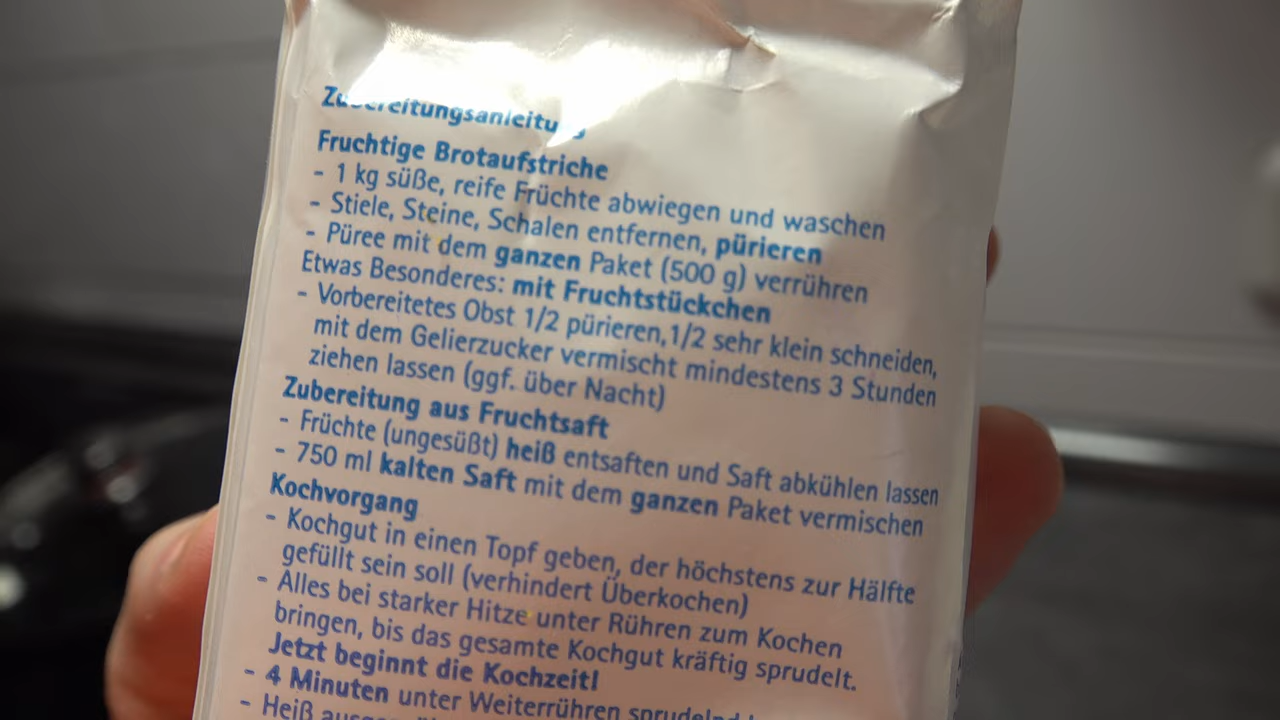 Zubereitungsanleitung
Fruchtige Brotaufstriche
- 1 kg süße, reife Früchte abwiegen und waschen
- Stiele, Steine, Schalen entfernen, pürieren
- Püree mit dem ganzen Paket (500 g) verrühren
Etwas Besonderes: mit Fruchtstückchen
- Vorbereitetes Obst 1/2 pürieren,1/2 sehr klein schneiden,
mit dem Gelierzucker vermischt mindestens 3 Stunden
ziehen lassen (ggf. über Nacht)
Zubereitung aus Fruchtsaft
- Früchte (ungesüßt) heiß entsaften und Saft abkühlen lassen
- 750 ml kalten Saft mit dem ganzen Paket vermischen
Kochvorgang
- Kochgut in einen Topf geben, der höchstens zur Hälfte
gefüllt sein soll (verhindert Überkochen)
- Alles bei starker Hitze unter Rühren zum Kochen
bringen, bis das gesamte Kochgut kräftig sprudelt.
Jetzt beginnt die Kochzeit!
- 4 Minuten unter Weiterrühren sprudelnd
- Heiß